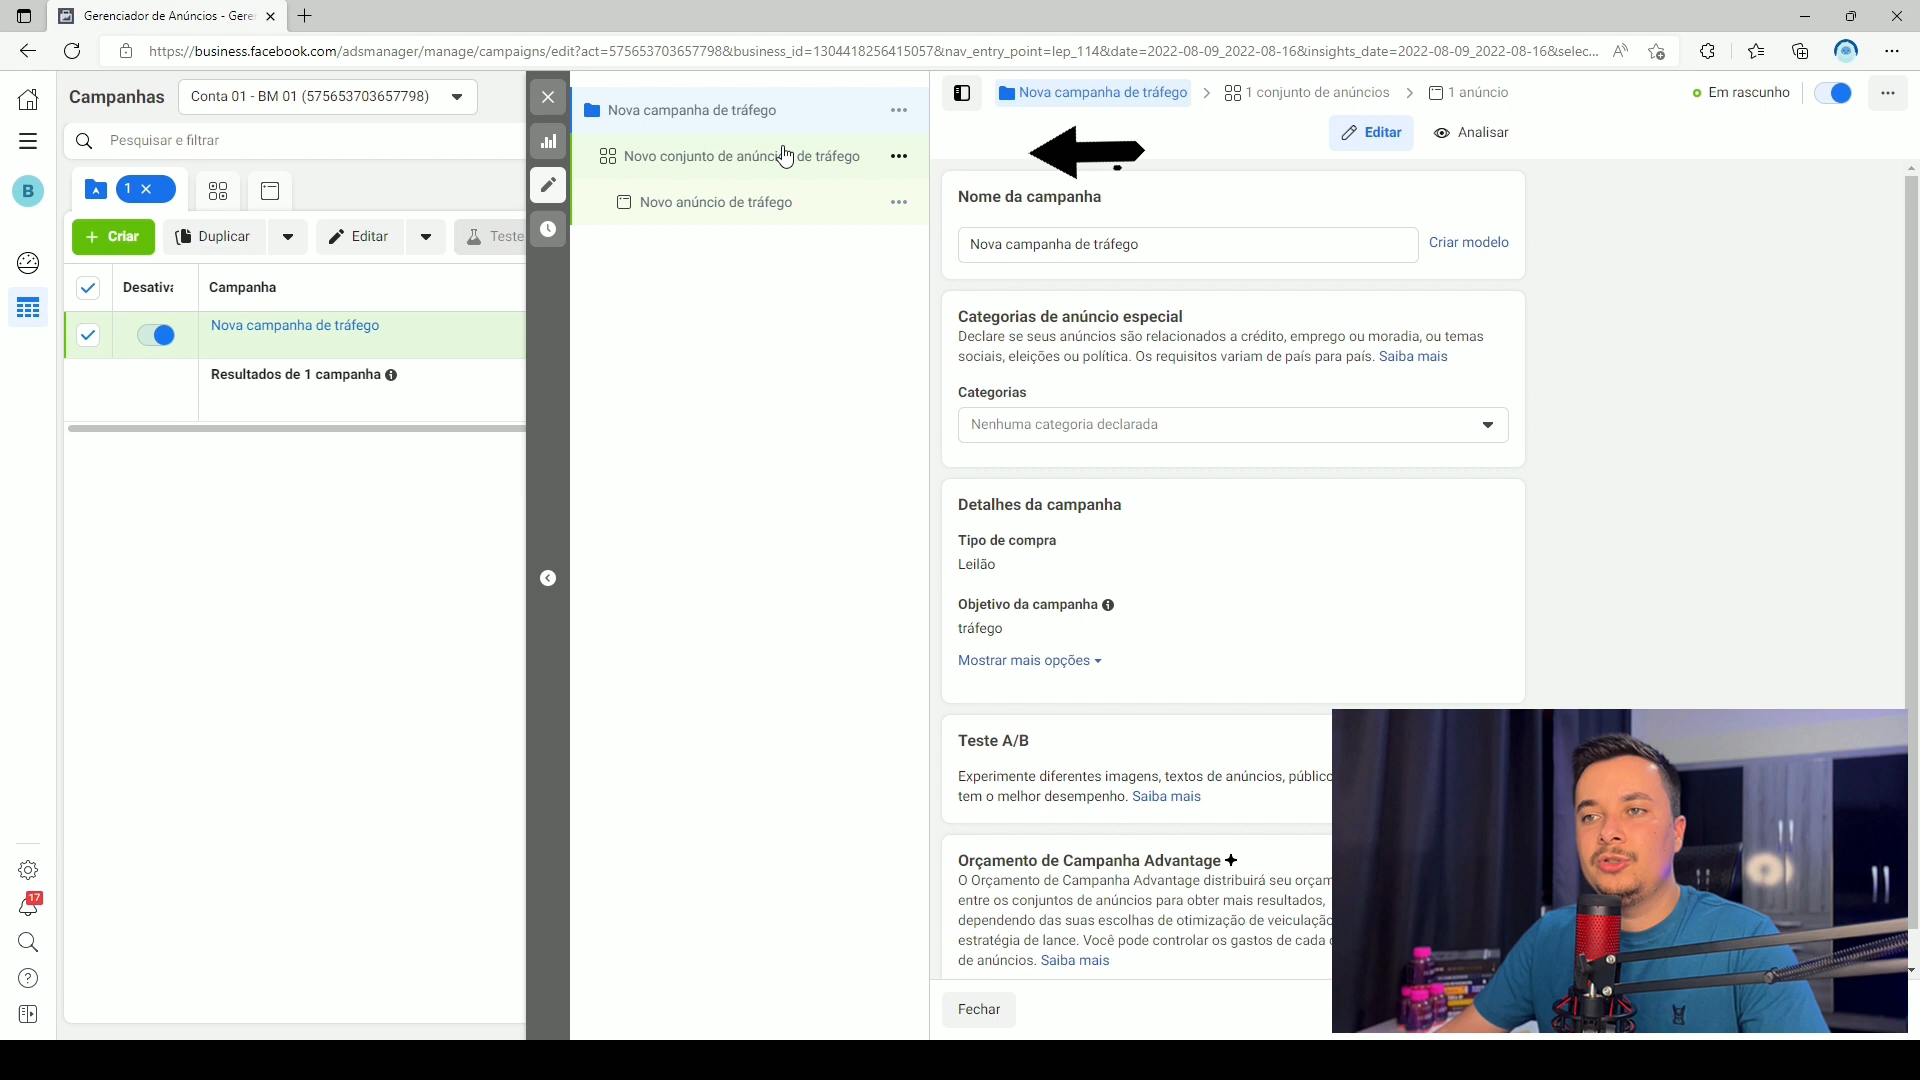 Gerenciador de Anúncios - Gere
https://business.facebook.com/adsmanager/manage/campaigns/edit?act=575653703657798&business_id=1304418256415057&nav_entry_point=lep_114&date=2022-08-09_2022-08-16&insights_date=2022-08-09_2022-08-16&selec...
Campanhas
Conta 01 - BM 01 (575653703657798)
Pesquisar e filtrar
B
1
+ Criar
Duplicar
Editar
Teste
Desativ
Campanha
Nova campanha de tráfego
Resultados de 1 campanha
17
Nova campanha de tráfego
Novo conjunto de anúncios de tráfego
Novo anúncio de tráfego
Nova campanha de tráfego
1 conjunto de anúncios
1 anúncio
Em rascunho
Editar
Analisar
Nome da campanha
Nova campanha de tráfego
Criar modelo
Categorias de anúncio especial
Declare se seus anúncios são relacionados a crédito, emprego ou moradia, ou temas
sociais, eleições ou política. Os requisitos variam de país para país. Saiba mais
Categorias
Nenhuma categoria declarada
Detalhes da campanha
Tipo de compra
Leilão
Objetivo da campanha
tráfego
Mostrar mais opções
Teste A/B
Experimente diferentes imagens, textos de anúncios, público
tem o melhor desempenho. Saiba mais
Orçamento de Campanha Advantage
O Orçamento de Campanha Advantage distribuirá seu orçam
entre os conjuntos de anúncios para obter mais resultados,
dependendo das suas escolhas de otimização de veiculação
estratégia de lance. Você pode controlar os gastos de cada
de anúncios. Saiba mais
Fechar